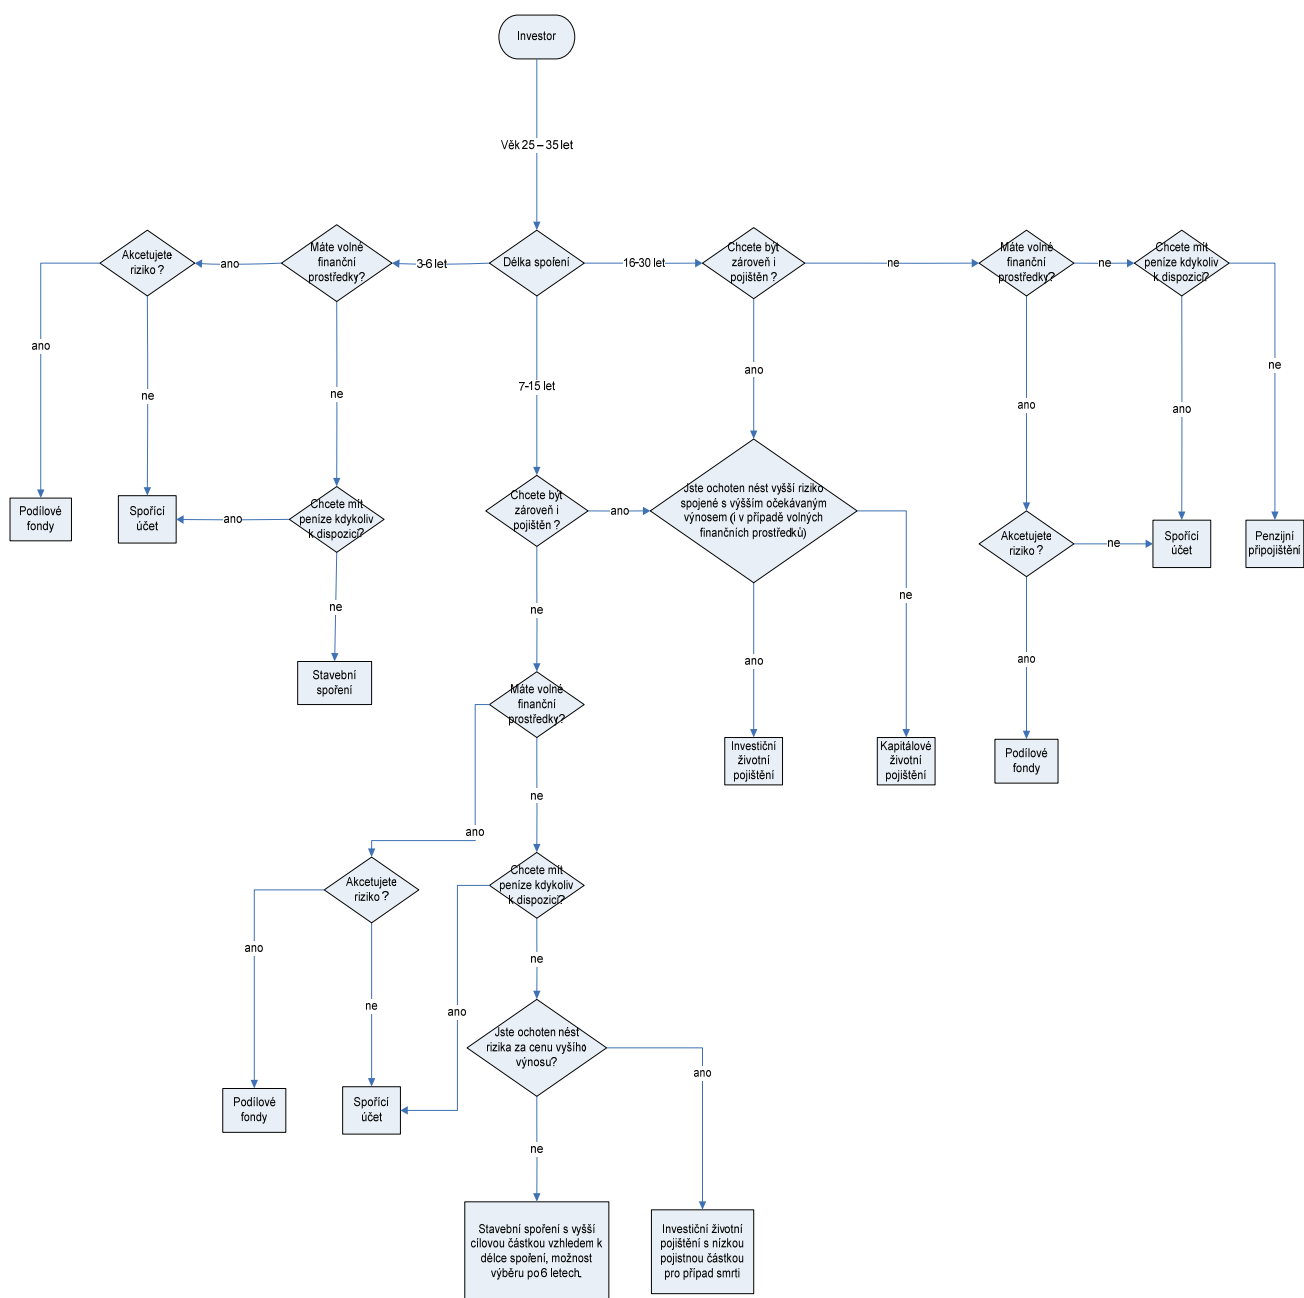 Investor
Věk 25 – 35 let
Akcetujete
riziko ?
ano
Máte volné
finanční
prostředky?
3-6 let
Délka spoření
16-30 let
Chcete být
zároveň i
pojištěn ?
ne
Máte volné
finanční
prostředky?
ne
Chcete mít
peníze kdykoliv
k dispozici?
ano
ne
ne
7-15 let
ano
ano
ano
ne
Podílové
fondy
Spořící
účet
ano
Chcete mít
peníze kdykoliv
k dispozici?
Chcete být
zároveň i
pojištěn ?
ano
Jste ochoten nést vyšší riziko
spojené s výšším očekávaným
výnosem (i v případě volných
finančních prostředků)
Akcetujete
riziko ?
ne
Spořící
účet
Penzijní
připojištění
ne
ne
ano
ne
ano
Stavební
spoření
Máte volné
finanční
prostředky?
Investiční
životní
pojištění
Kapitálové
životní
pojištění
Podílové
fondy
ano
ne
Akcetujete
riziko ?
Chcete mít
peníze kdykoliv
k dispozici?
ano
ne
ano
ne
Jste ochoten nést
rizika za cenu vyšího
výnosu?
ano
Podílové
fondy
Spořící
účet
ne
Stavební spoření s vyšší
cílovou částkou vzhledem k
délce spoření, možnost
výběru po 6 letech.
Investiční životní
pojištění s nízkou
pojistnou částkou
pro případ smrti